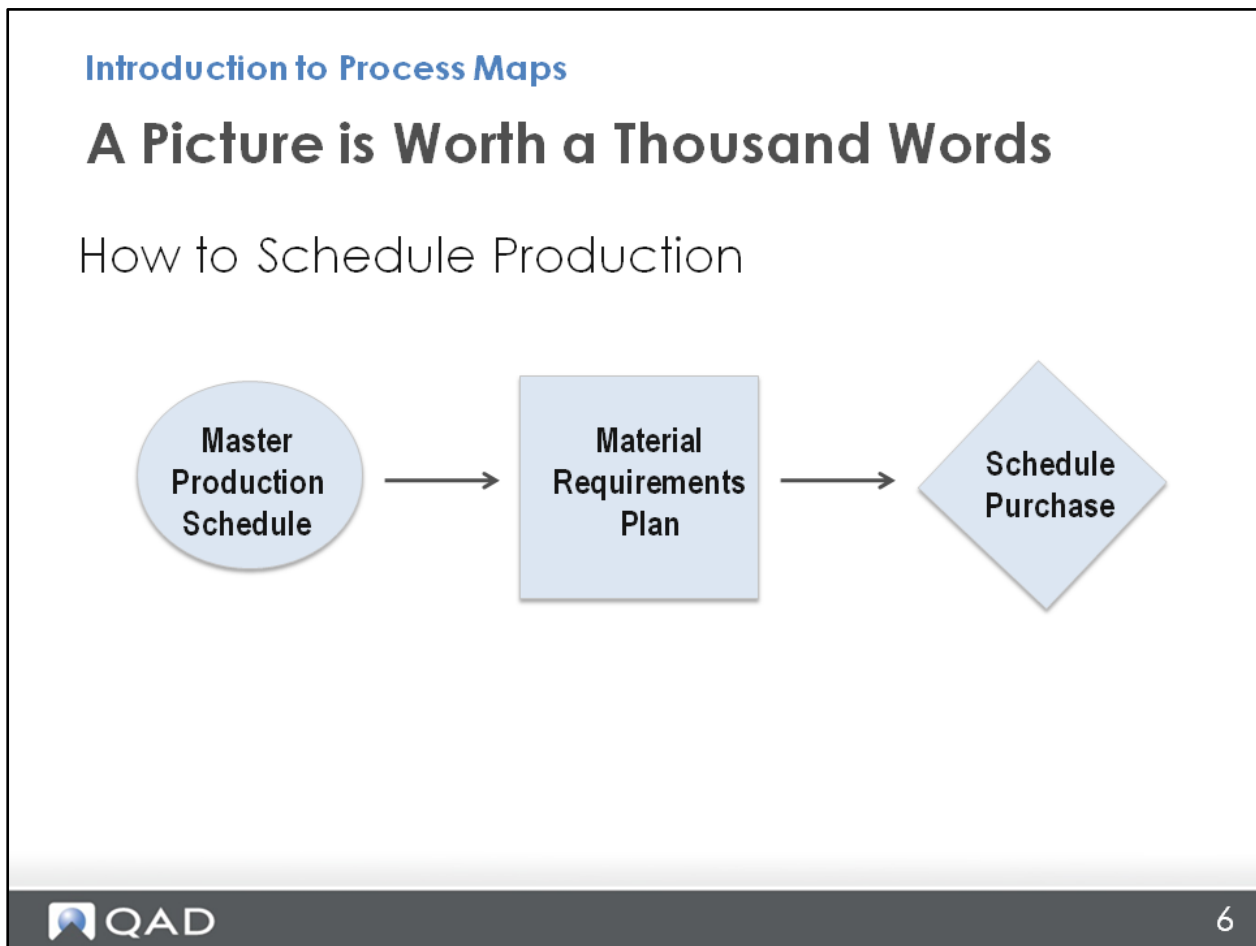 Introduction to Process Maps
A Picture is Worth a Thousand Words
How to Schedule Production
Master
Production
Schedule
Material
Requirements
Plan
Schedule
Purchase
QAD
6